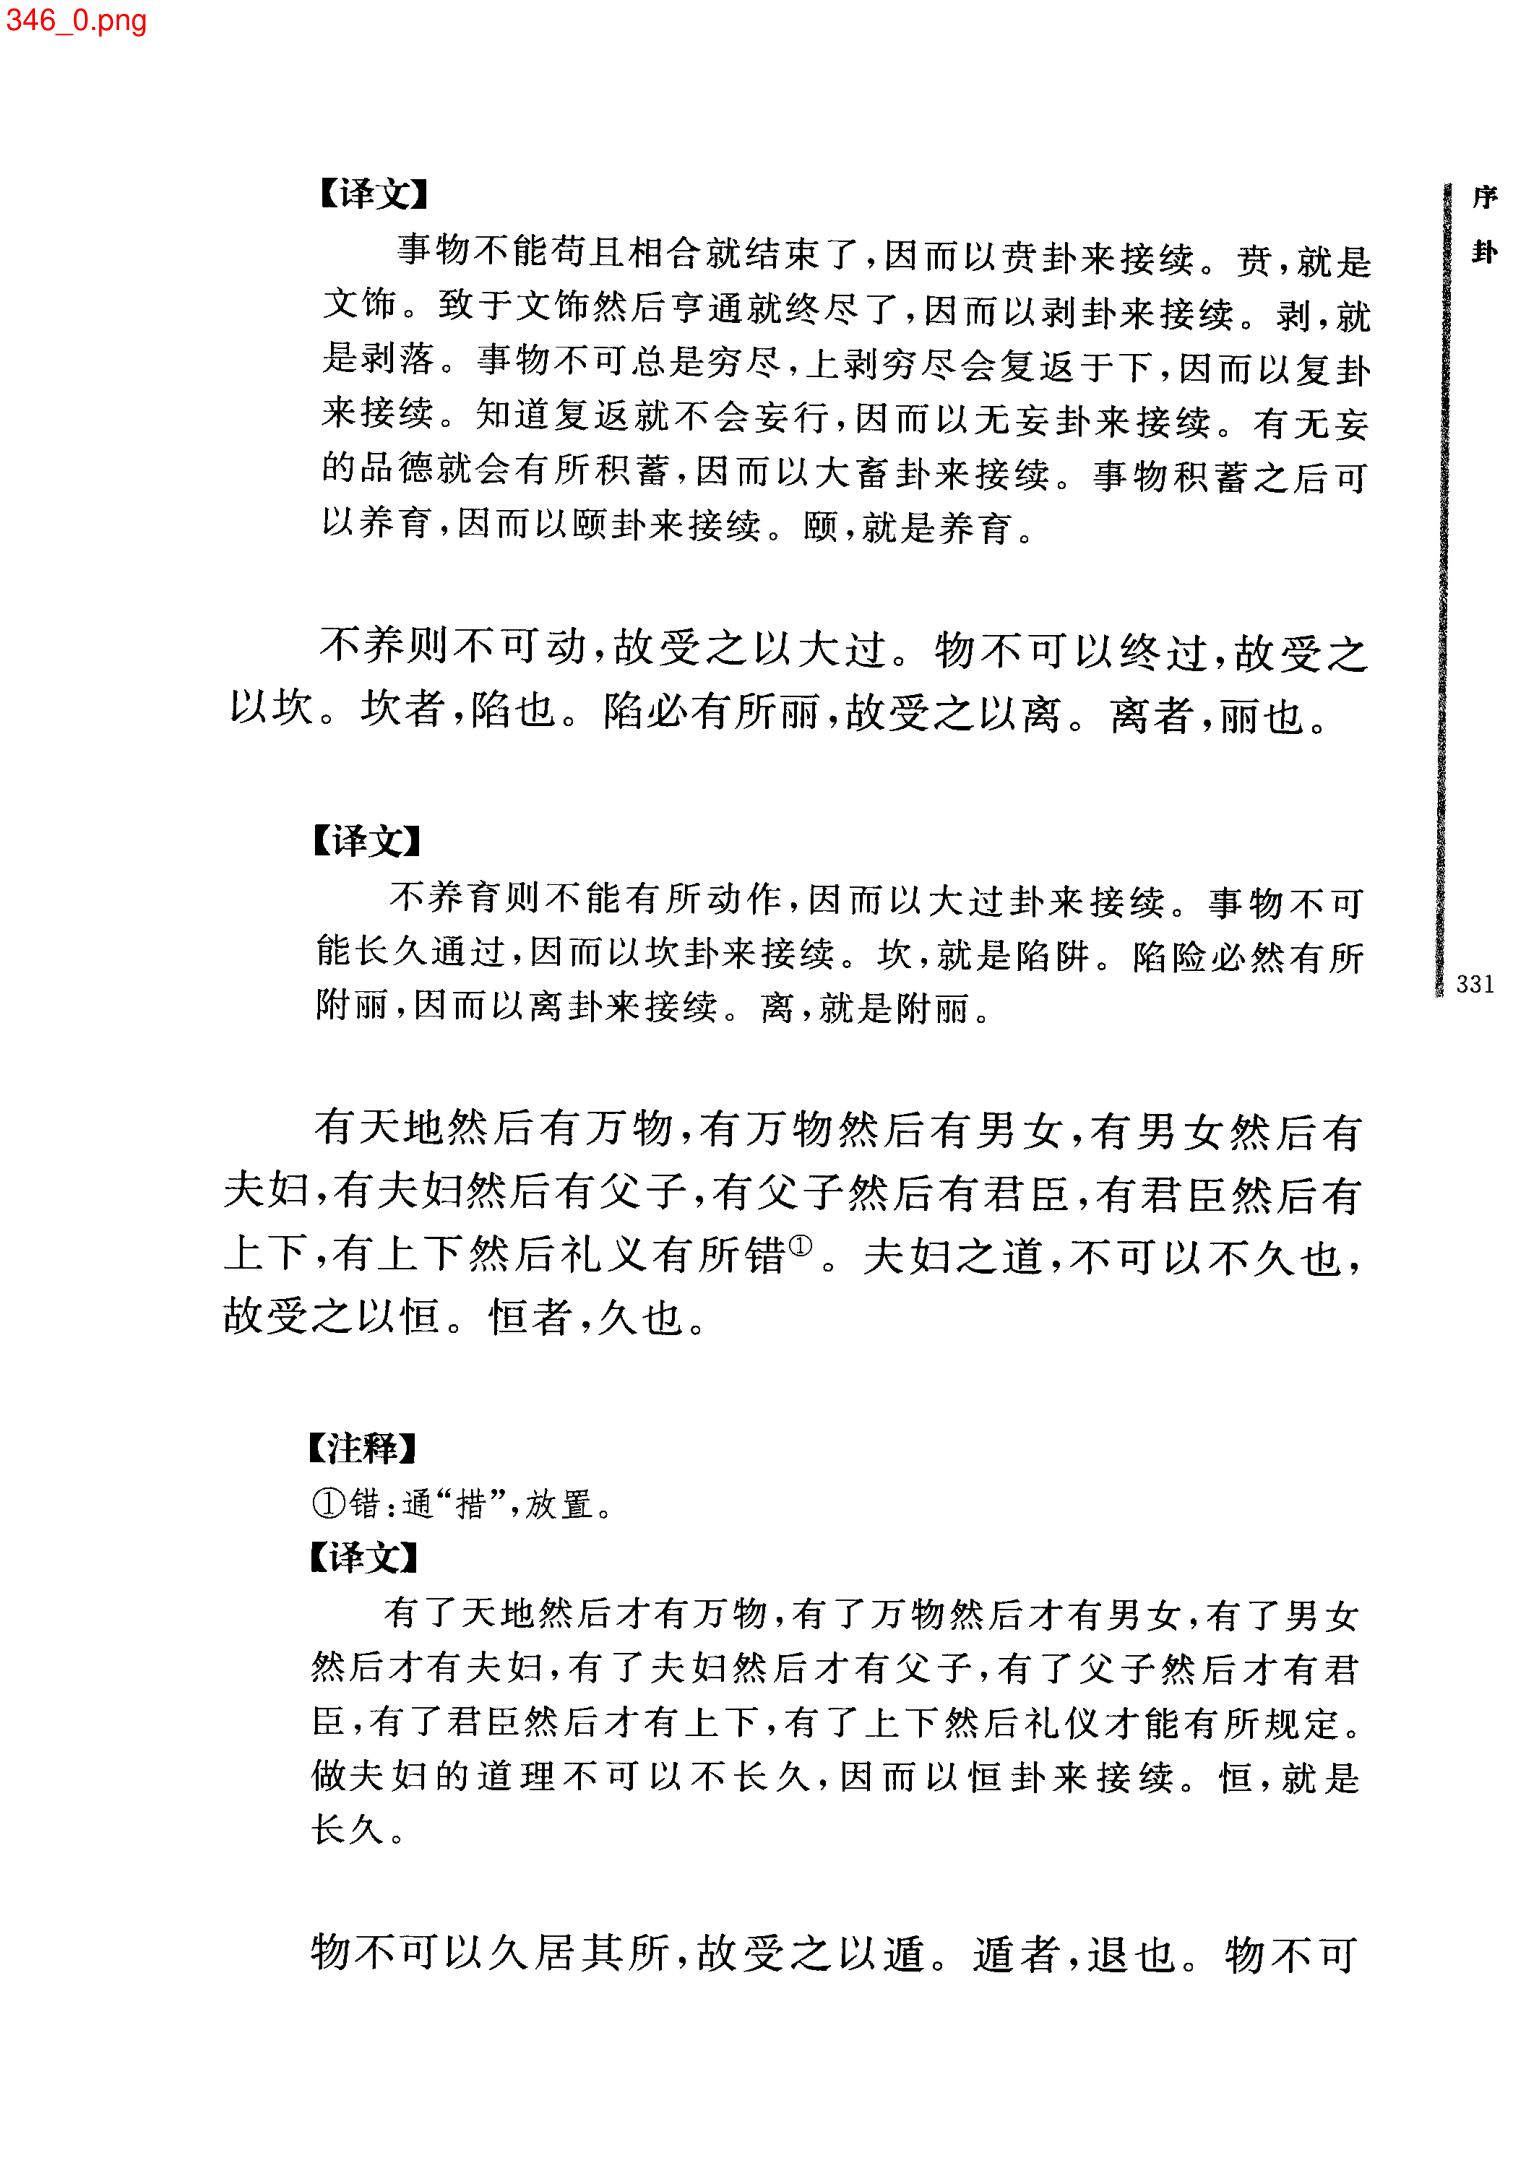 346_0.png
序卦
【译文】
事物不能苟且相合就结束了,因而以贲卦来接续。贲,就是
文饰。致于文饰然后亨通就终尽了,因而以剥卦来接续。剥,就
是剥落。事物不可总是穷尽,上剥穷尽会复返于下,因而以复卦
来接续。知道复返就不会妄行,因而以无妄卦来接续。有无妄
的品德就会有所积蓄,因而以大畜卦来接续。事物积蓄之后可
以养育,因而以颐卦来接续。颐,就是养育。
不养则不可动,故受之以大过。物不可以终过,故受之
以坎。坎者,陷也。陷必有所丽,故受之以离。离者,丽也。
【译文】
不养育则不能有所动作,因而以大过卦来接续。事物不可
能长久通过,因而以坎卦来接续。坎,就是陷阱。陷险必然有所
附丽,因而以离卦来接续。离,就是附丽。
331
有天地然后有万物,有万物然后有男女,有男女然后有
夫妇,有夫妇然后有父子,有父子然后有君臣,有君臣然后有
上下,有上下然后礼义有所错①。夫妇之道,不可以不久也,
故受之以恒。恒者,久也。
【注释】
①错:通“措”,放置。
【译文】
有了天地然后才有万物,有了万物然后才有男女,有了男女
然后才有夫妇,有了夫妇然后才有父子,有了父子然后才有君
臣,有了君臣然后才有上下,有了上下然后礼仪才能有所规定。
做夫妇的道理不可以不长久,因而以恒卦来接续。恒,就是
长久。
物不可以久居其所,故受之以遁。遁者,退也。物不可